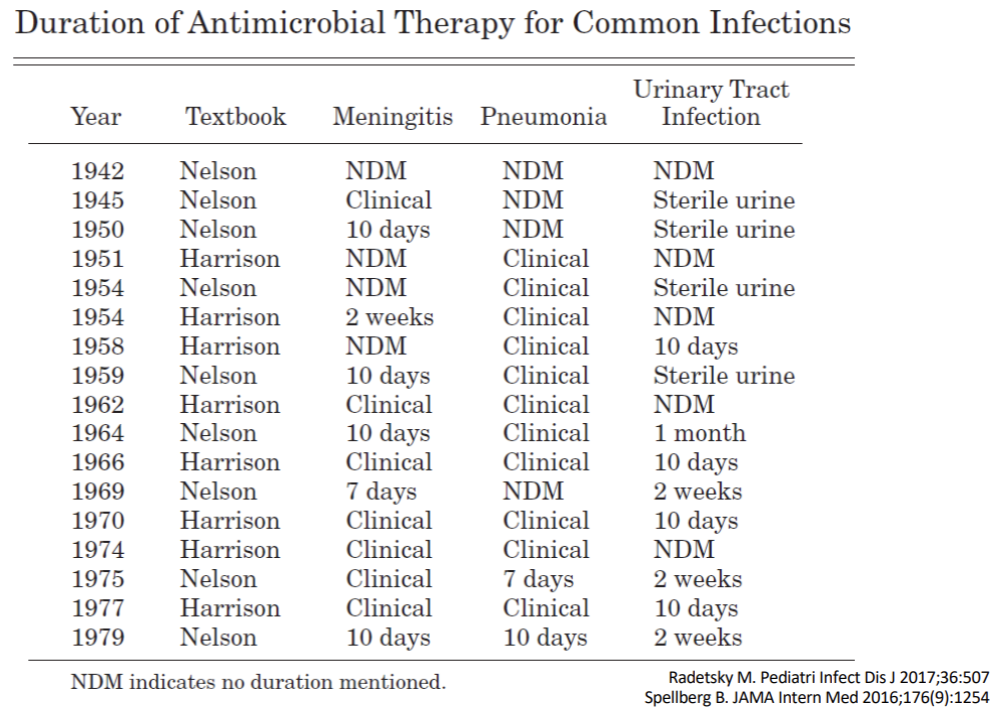 Duration of Antimicrobial Therapy for Common Infections
Year Textbook Meningitis Pneumonia Urinary Tract Infection
1942 Nelson NDM NDM NDM
1945 Nelson Clinical NDM Sterile urine
1950 Nelson 10 days NDM Sterile urine
1951 Harrison NDM Clinical NDM
1954 Nelson NDM Clinical Sterile urine
1954 Harrison 2 weeks Clinical NDM
1958 Harrison NDM Clinical 10 days
1959 Nelson 10 days Clinical Sterile urine
1962 Harrison Clinical Clinical NDM
1964 Nelson 10 days Clinical 1 month
1966 Harrison Clinical Clinical 10 days
1969 Nelson 7 days NDM 2 weeks
1970 Harrison Clinical Clinical 10 days
1974 Harrison Clinical Clinical NDM
1975 Nelson Clinical 7 days 2 weeks
1977 Harrison Clinical Clinical 10 days
1979 Nelson 10 days 10 days 2 weeks
NDM indicates no duration mentioned.
Radetsky M. Pediatri Infect Dis J 2017;36:507
Spellberg B. JAMA Intern Med 2016;176(9):1254